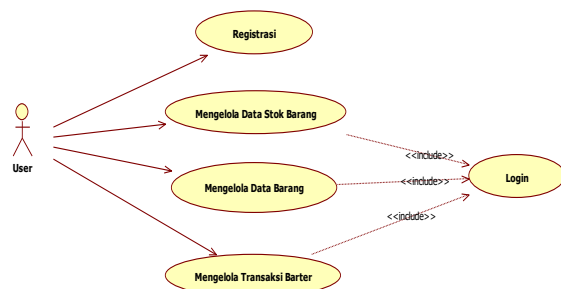 Registrasi
Mengelola Data Stok Barang
<<include>>
User
Mengelola Data Barang
<<include>>
Login
<<include>>
Mengelola Transaksi Barter